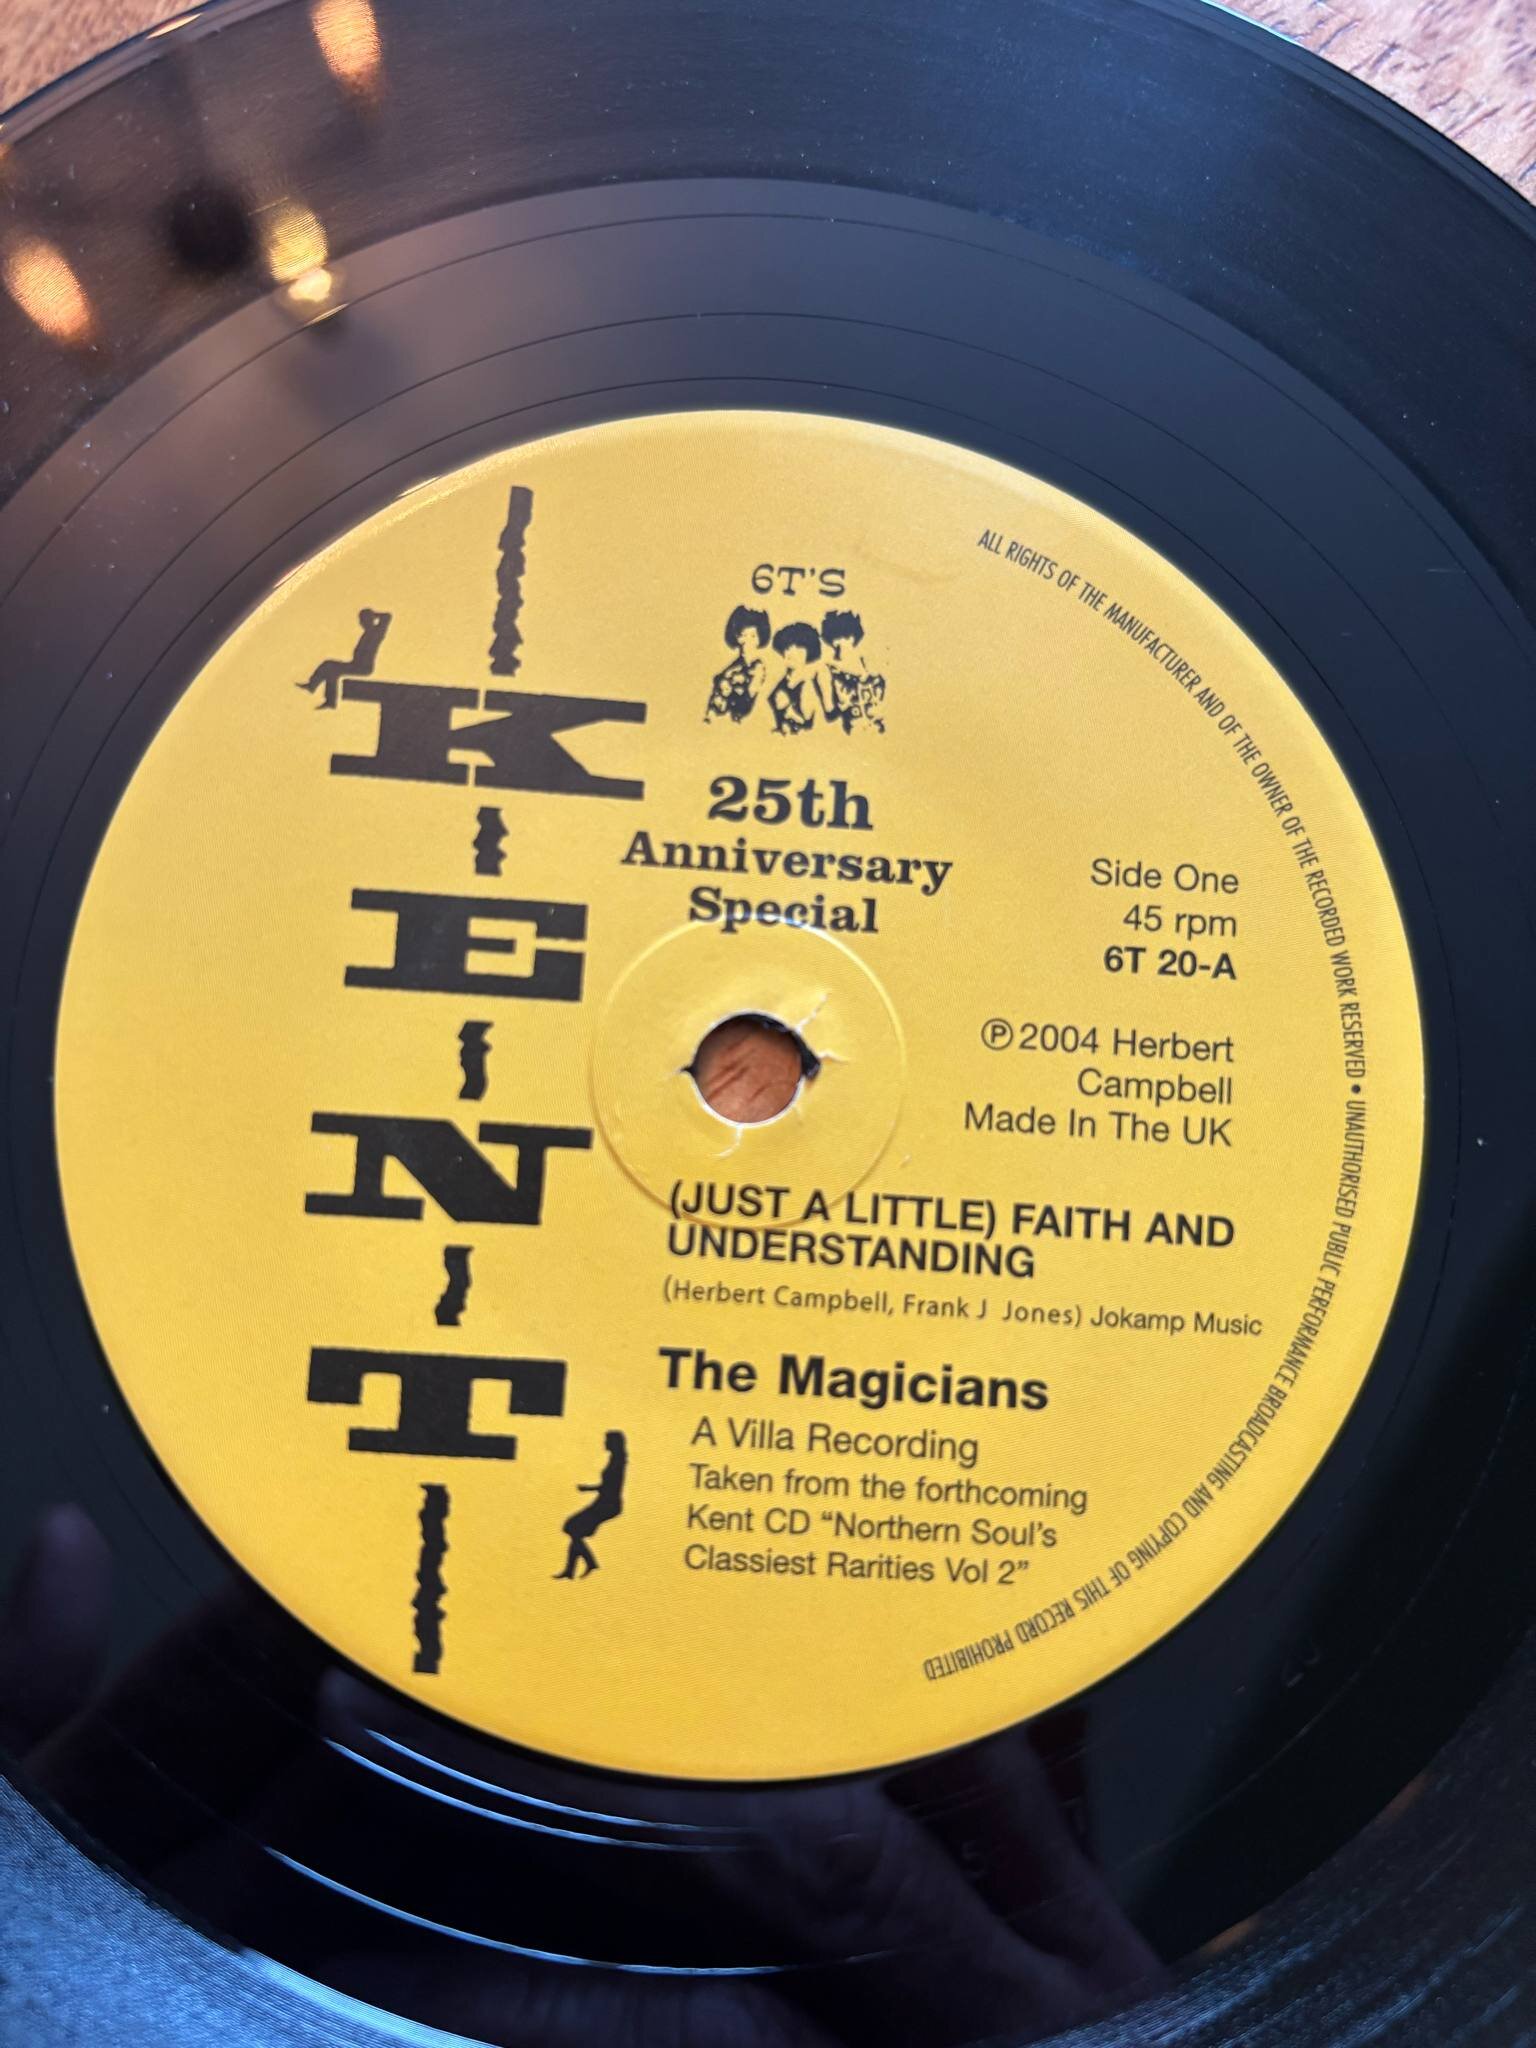 KENT
6T'S
25th
Anniversary
Special
Side One
45 rpm
6T 20-A
℗ 2004 Herbert
Campbell
Made In The UK
(JUST A LITTLE) FAITH AND
UNDERSTANDING
(Herbert Campbell, Frank J Jones) Jokamp Music
The Magicians
A Villa Recording
Taken from the forthcoming
Kent CD “Northern Soul's
Classiest Rarities Vol 2”
ALL RIGHTS OF THE MANUFACTURER AND OF THE OWNER OF THE RECORDED WORK RESERVED • UNAUTHORISED PUBLIC PERFORMANCE BROADCASTING AND COPYING OF THIS RECORD PROHIBITED